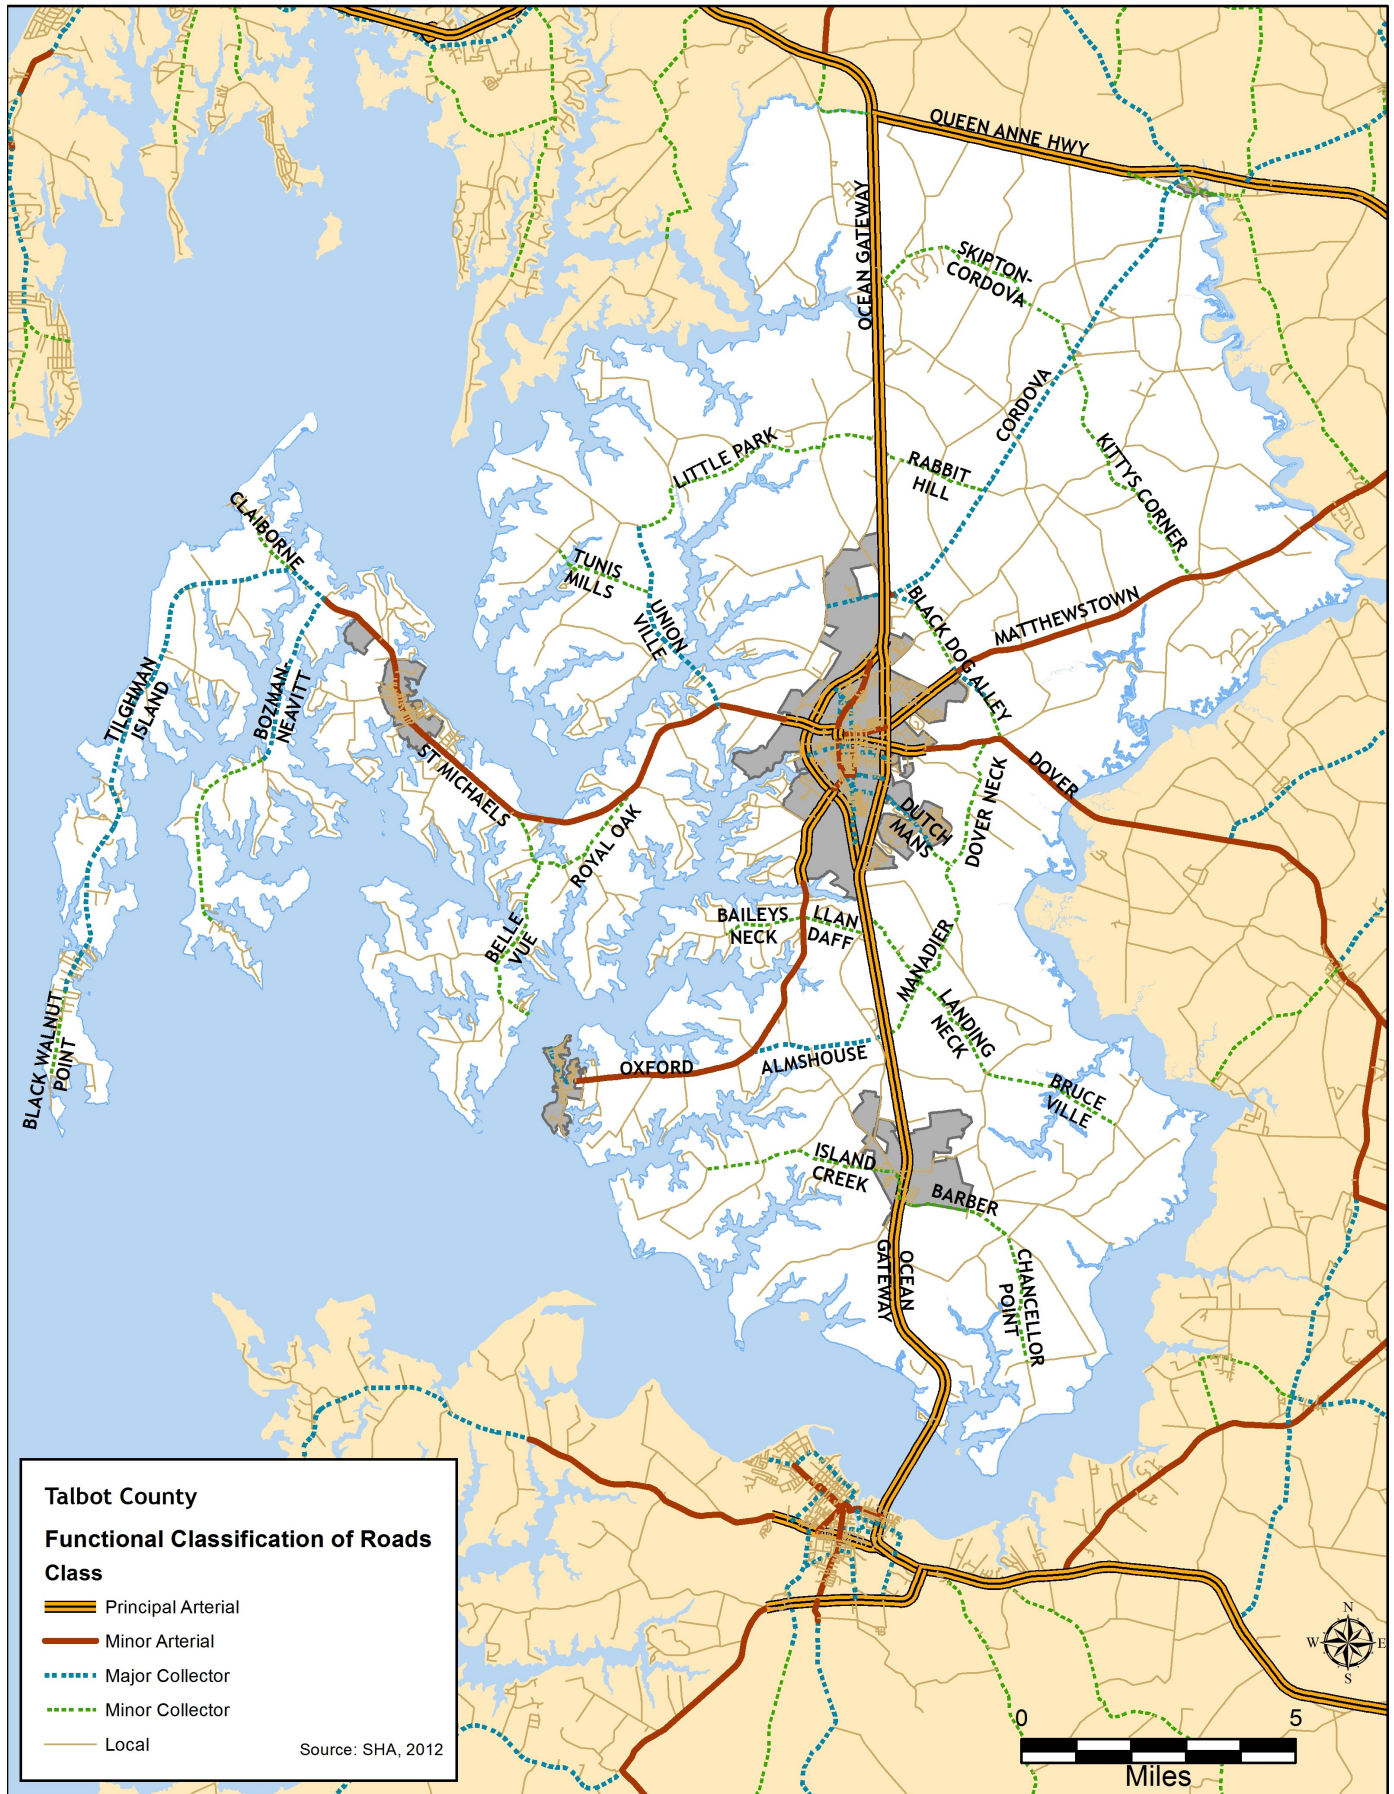 QUEEN ANNE HWY
OCEAN GATEWAY
SKIPTON-
CORDOVA
CORDOVA
LITTLE PARK
RABBIT
HILL
KITTYS CORNER
CLAIBORNE
TUNIS
MILLS
UNION
VILLE
BLACK DOG ALLEY
MATTHEWSTOWN
TILGHMAN
ISLAND
BOZMAN-
NEAVITT
ST MICHAELS
DOVER
DOVER NECK
DUTCH
MANS
ROYAL OAK
BELLE
VUE
BAILEYS
NECK
LLAN
DAFF
MANADIER
LANDING
NECK
BLACK WALNUT
POINT
OXFORD
ALMSHOUSE
BRUCE
VILLE
ISLAND
CREEK
BARBER
OCEAN
GATEWAY
CHANCELLOR
POINT
Talbot County
Functional Classification of Roads
Class
Principal Arterial
Minor Arterial
Major Collector
Minor Collector
Local
Source: SHA, 2012
N
W E
S
0 5
Miles